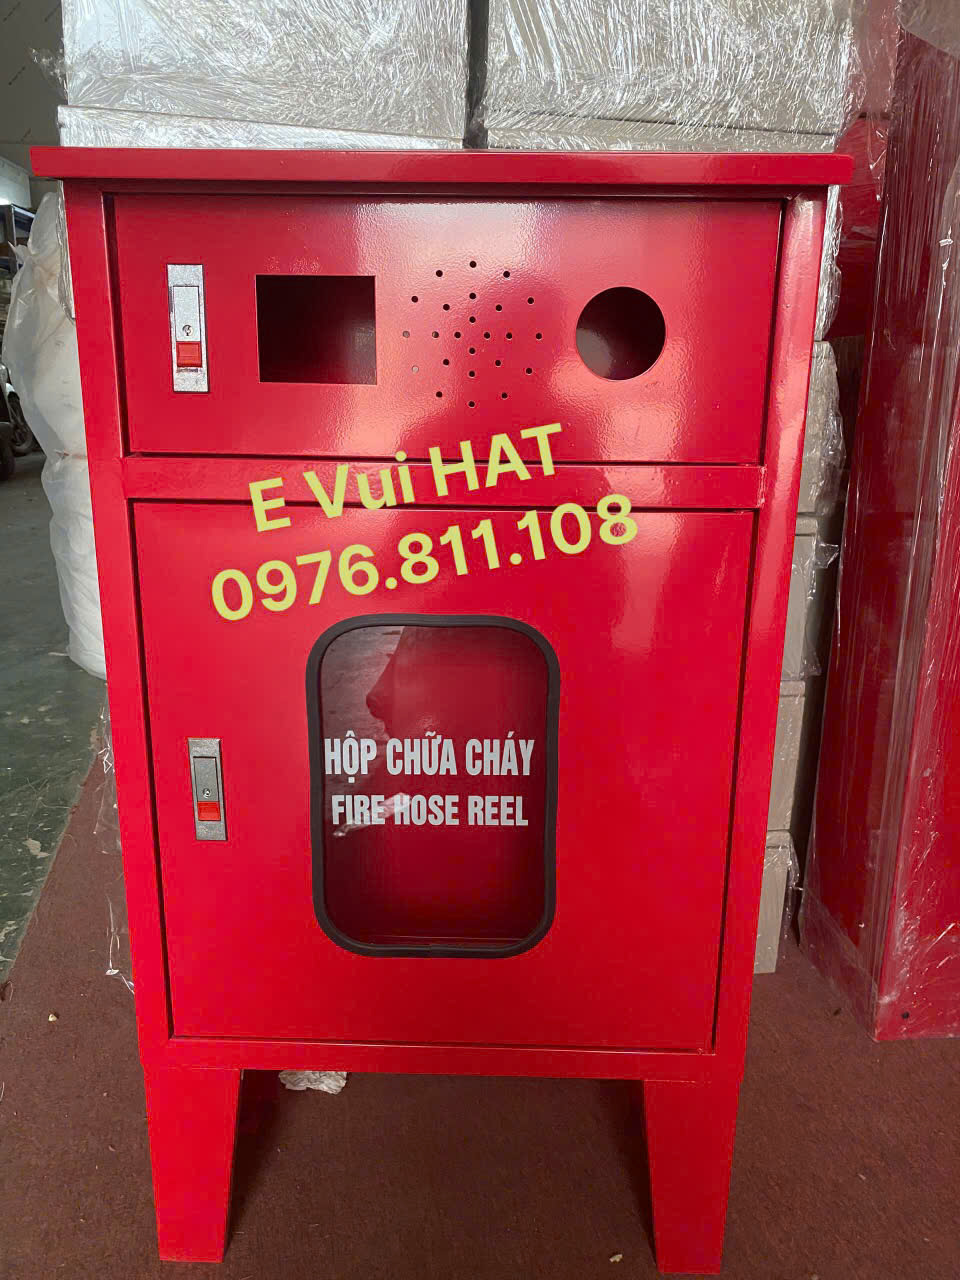 E Vui HAT
0976.811.108
HỘP CHỮA CHÁY
FIRE HOSE REEL